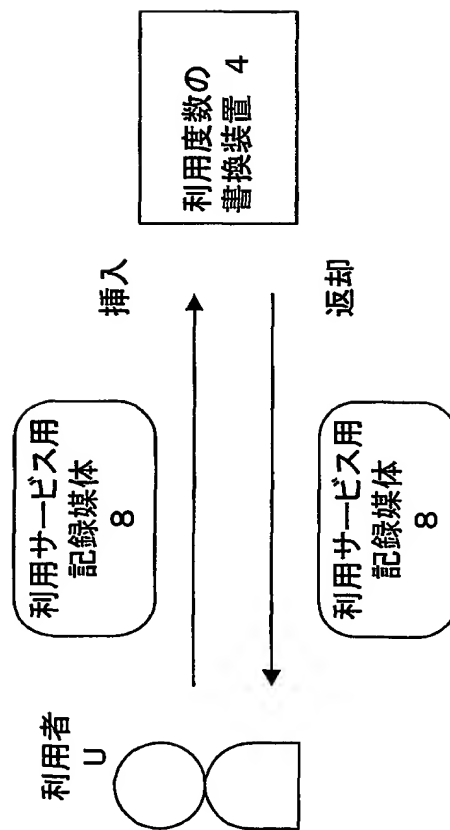 利用者
U
利用サービス用
記録媒体
8
挿入
利用サービス用
記録媒体
8
返却
利用度数の
書換装置 4